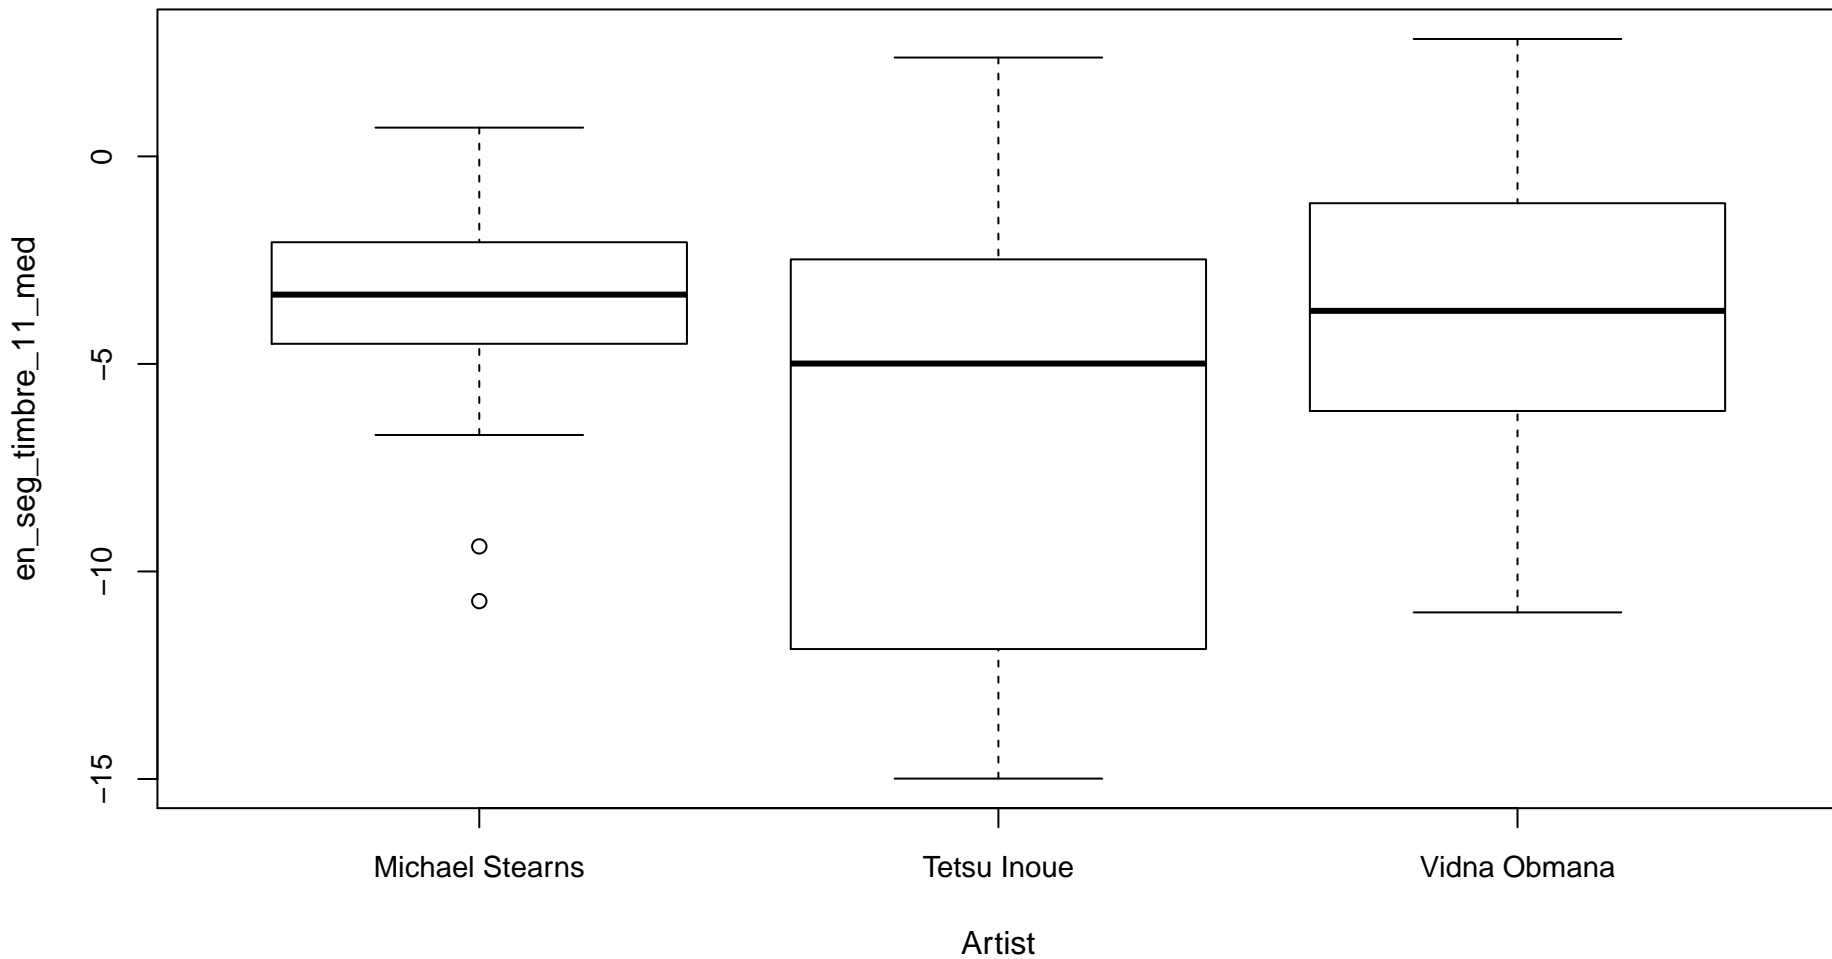 en_seg_timbre_11_med
0
−5
−10
−15
Michael Stearns
Tetsu Inoue
Vidna Obmana
Artist